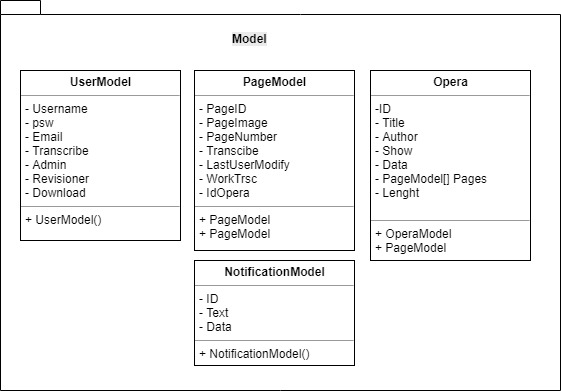 Model
UserModel
- Username
- psw
- Email
- Transcribe
- Admin
- Revisioner
- Download
+ UserModel()
PageModel
- PageID
- PageImage
- PageNumber
- Transcibe
- LastUserModify
- WorkTrsc
- IdOpera
+ PageModel
+ PageModel
Opera
-ID
- Title
- Author
- Show
- Data
- PageModel[] Pages
- Lenght
+ OperaModel
+ PageModel
NotificationModel
- ID
- Text
- Data
+ NotificationModel()